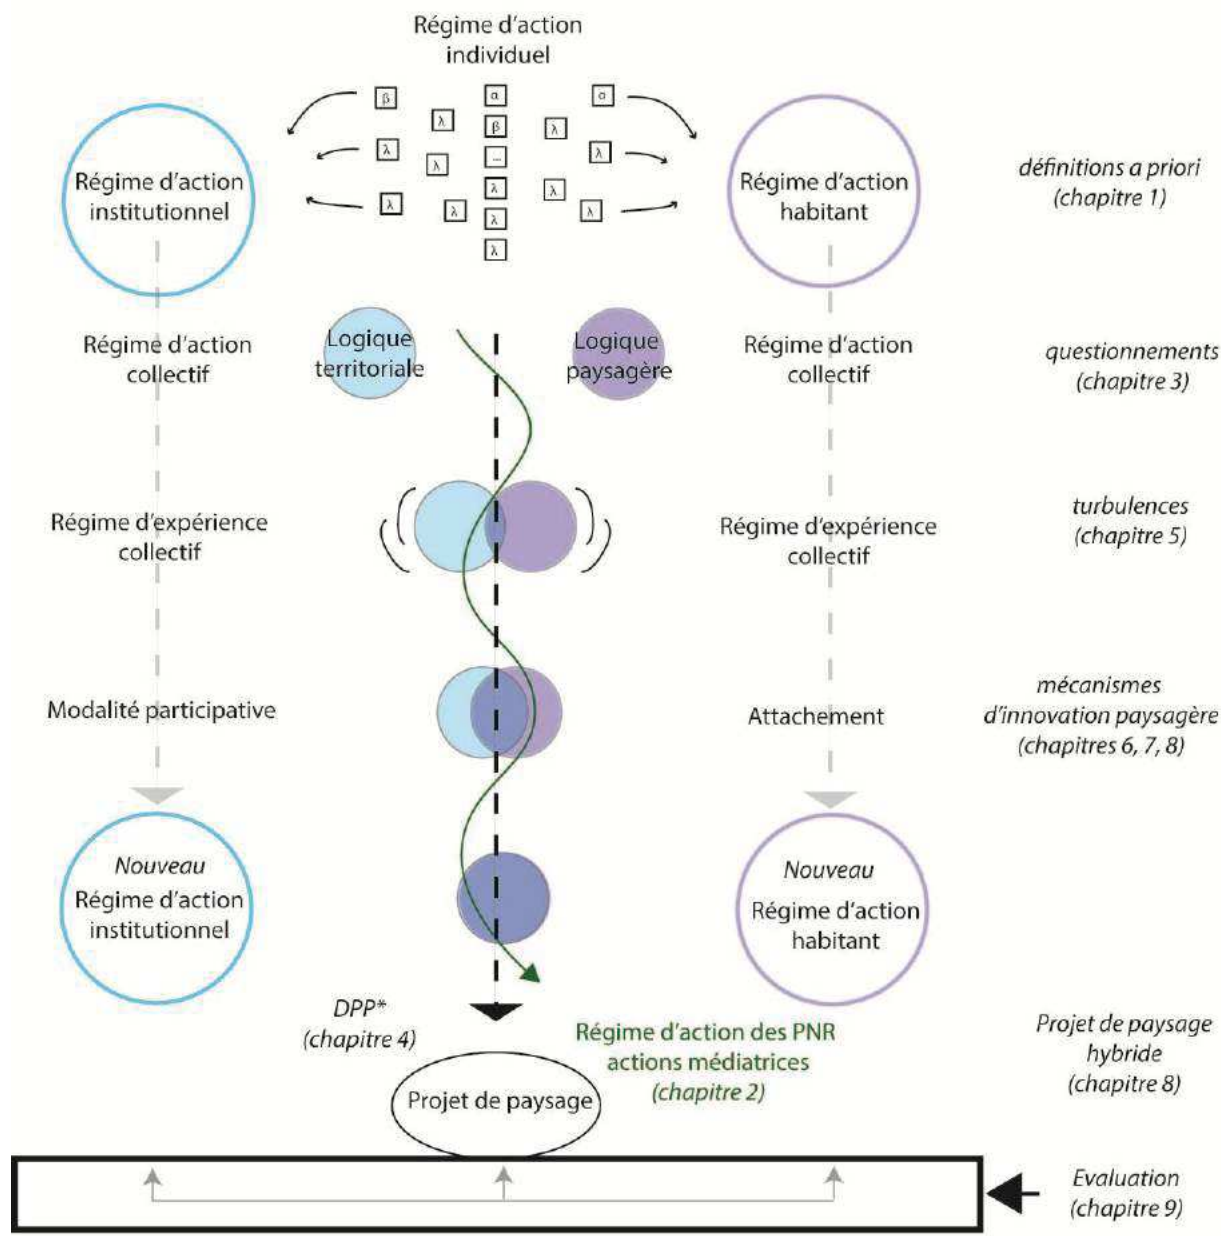 Régime d'action
individuel
β
α
α
λ
β
λ
λ
λ
...
λ
λ
λ
λ
λ
λ
λ
λ
λ
Régime d'action
institutionnel
Régime d'action
habitant
définitions a priori
(chapitre 1)
Régime d'action
collectif
Logique
territoriale
Logique
paysagère
Régime d'action
collectif
questionnements
(chapitre 3)
Régime d'expérience
collectif
Régime d'expérience
collectif
turbulences
(chapitre 5)
Modalité participative
Attachement
mécanismes
d'innovation paysagère
(chapitres 6, 7, 8)
Nouveau
Régime d'action
institutionnel
Nouveau
Régime d'action
habitant
DPP*
(chapitre 4)
Régime d'action des PNR
actions médiatrices
(chapitre 2)
Projet de paysage
hybride
(chapitre 8)
Projet de paysage
Evaluation
(chapitre 9)